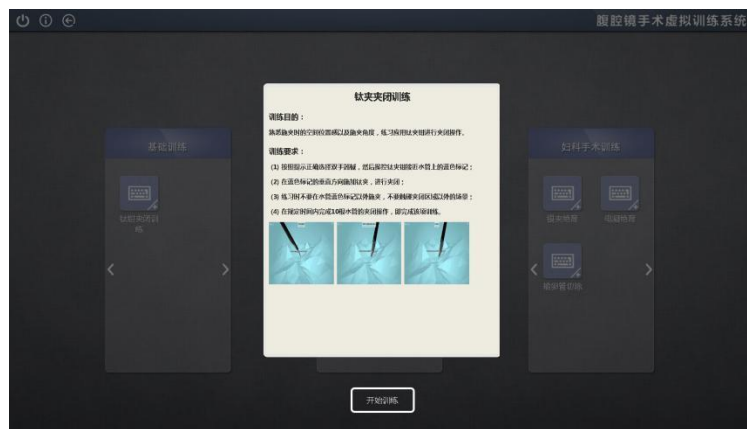 腹腔镜手术虚拟训练系统
钛夹夹闭训练
训练目的：
熟悉施夹时的空间位置感以及施夹角度，练习应用钛夹钳进行夹闭操作。
训练要求：
(1) 按照提示正确选择双手器械，然后操控钛夹钳接近水管上的蓝色标记；
(2) 在蓝色标记的垂直方向施加钛夹，进行夹闭；
(3) 练习时不要在水管蓝色标记以外施夹，不要触碰夹闭区域以外的场景；
(4) 在规定时间内完成10根水管的夹闭操作，即完成该项训练。
基础训练
钛夹夹闭训
练
妇科手术训练
开始训练